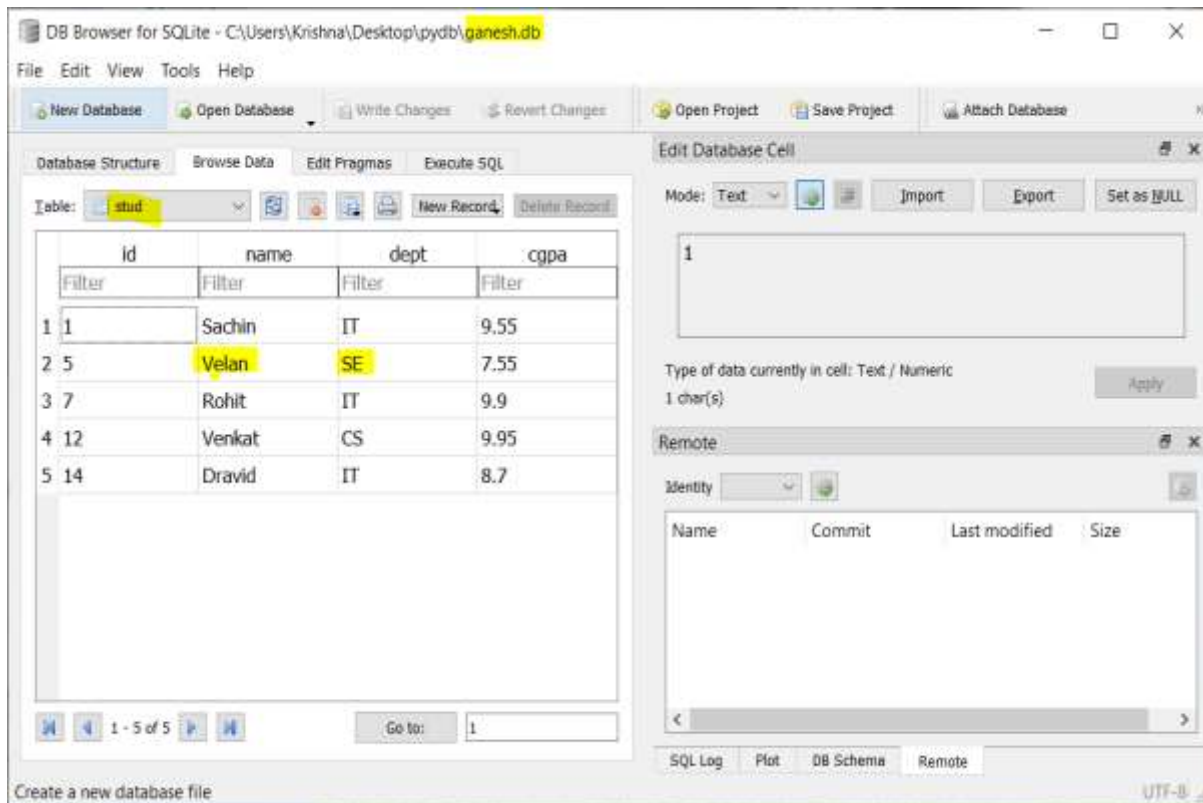 DB Browser for SQLite - C:\Users\Krishna\Desktop\pydb\ganesh.db
File Edit View Tools Help
New Database Open Database Write Changes Revert Changes Open Project Save Project Attach Database
Database Structure Browse Data Edit Pragmas Execute SQL
Table: stud New Record Delete Record
id name dept cgpa
Filter Filter Filter Filter
1 1 Sachin IT 9.55
2 5 Velan SE 7.55
3 7 Rohit IT 9.9
4 12 Venkat CS 9.95
5 14 Dravid IT 8.7
1 - 5 of 5 Go to: 1
Edit Database Cell
Mode: Text Import Export Set as NULL
1
Type of data currently in cell: Text / Numeric
1 char(s)
Apply
Remote
Identity
Name Commit Last modified Size
SQL Log Plot DB Schema Remote
Create a new database file UTF-8